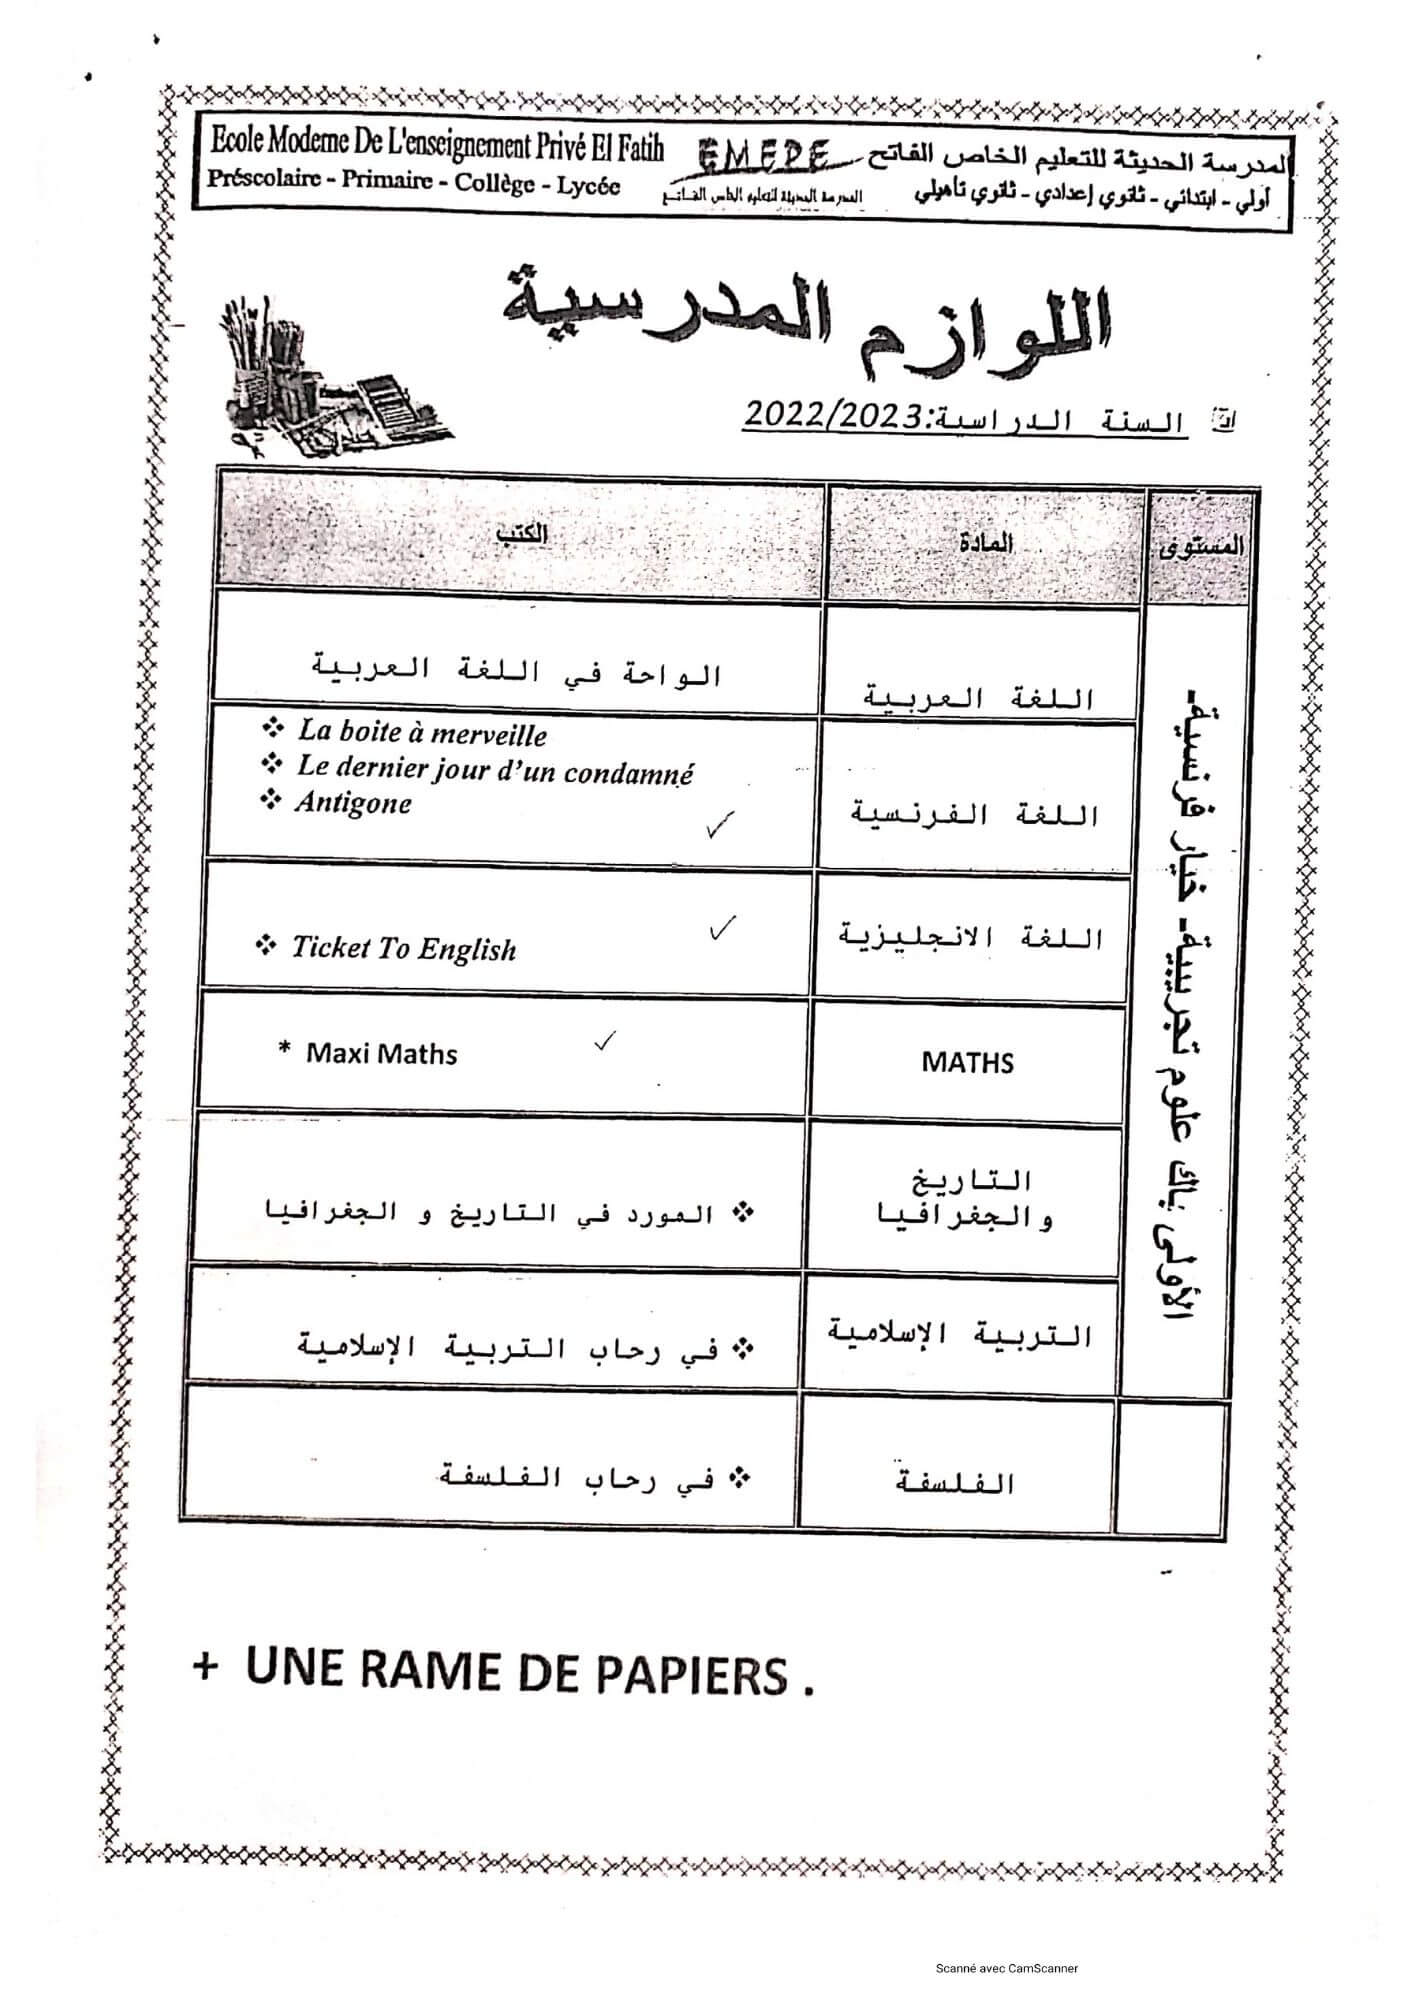 Ecole Moderne De L'enseignement Privé El Fatih
Préscolaire - Primaire - Collège - Lycée
EMEPE
المدرسة الحديثة للتعليم الخاص الفاتح
المدرسة الحديثة للتعليم الخاص الفاتح
أولي - ابتدائي - ثانوي إعدادي - ثانوي تأهيلي
اللوازم المدرسية
السنة الدراسية:2022/2023
المستوى
المادة
الكتب
الأولى باك علوم تجريبية- خيار فرنسية-
اللغة العربية
الواحة في اللغة العربية
اللغة الفرنسية
❖ La boite à merveille
❖ Le dernier jour d'un condamné
❖ Antigone
✓
اللغة الانجليزية
❖ Ticket To English
✓
MATHS
* Maxi Maths
✓
التاريخ
والجغرافيا
❖ المورد في التاريخ و الجغرافيا
التربية الإسلامية
❖ في رحاب التربية الإسلامية
الفلسفة
❖ في رحاب الفلسفة
+ UNE RAME DE PAPIERS .
Scanné avec CamScanner